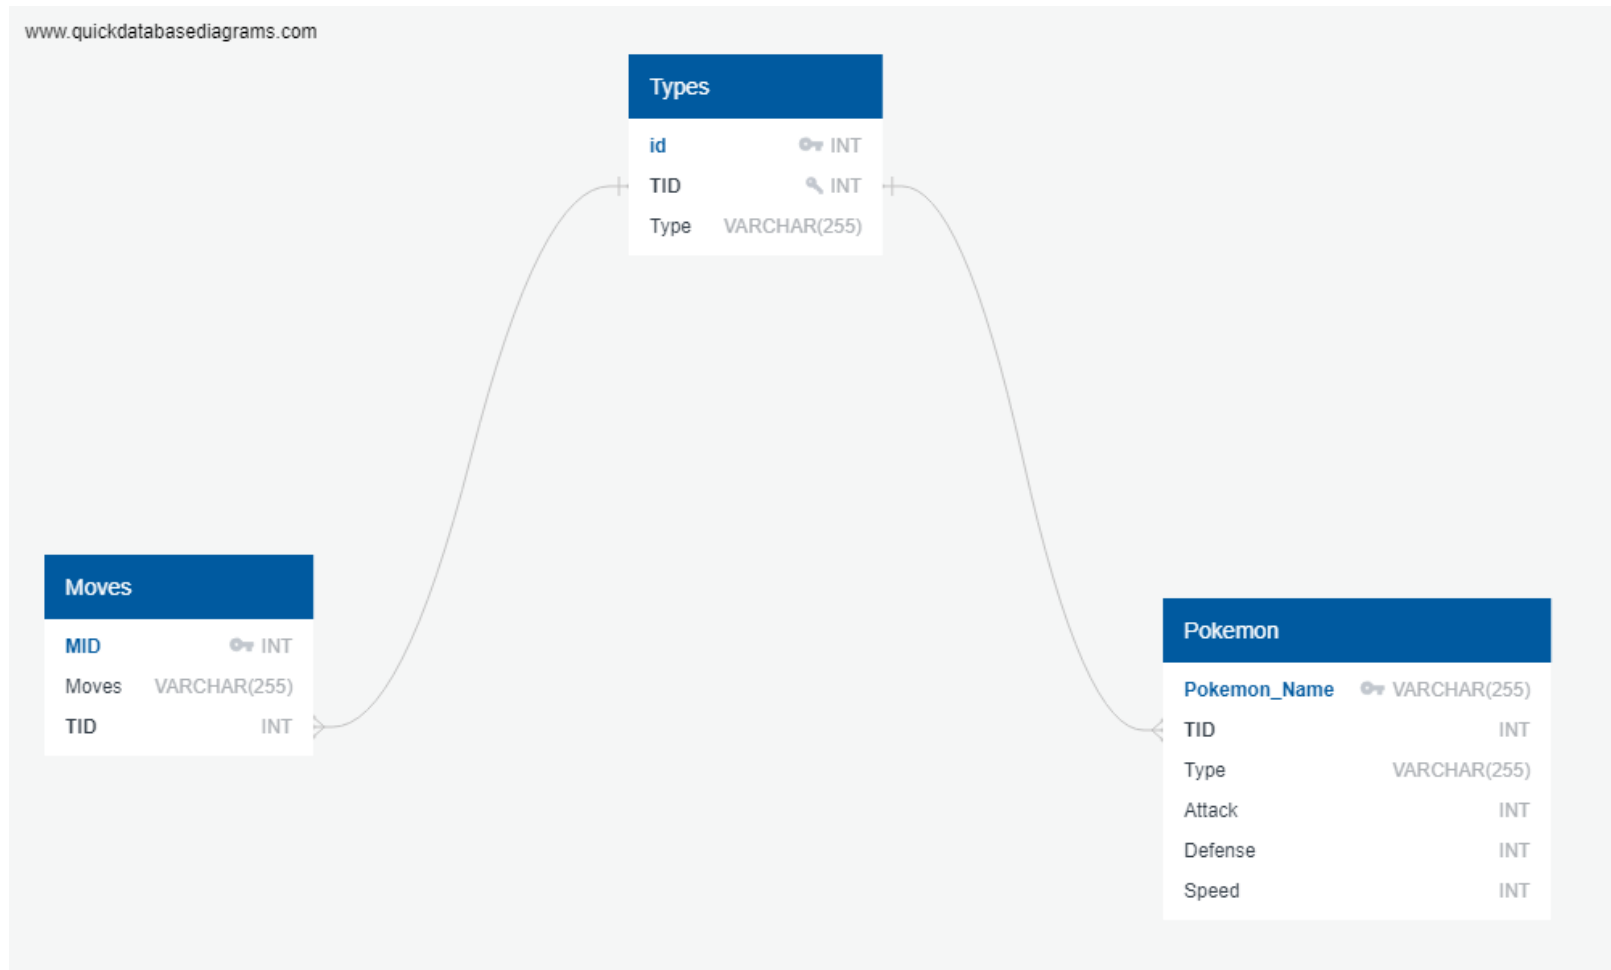 www.quickdatabasediagrams.com
Types
id INT
TID INT
Type VARCHAR(255)
Moves
MID INT
Moves VARCHAR(255)
TID INT
Pokemon
Pokemon_Name VARCHAR(255)
TID INT
Type VARCHAR(255)
Attack INT
Defense INT
Speed INT